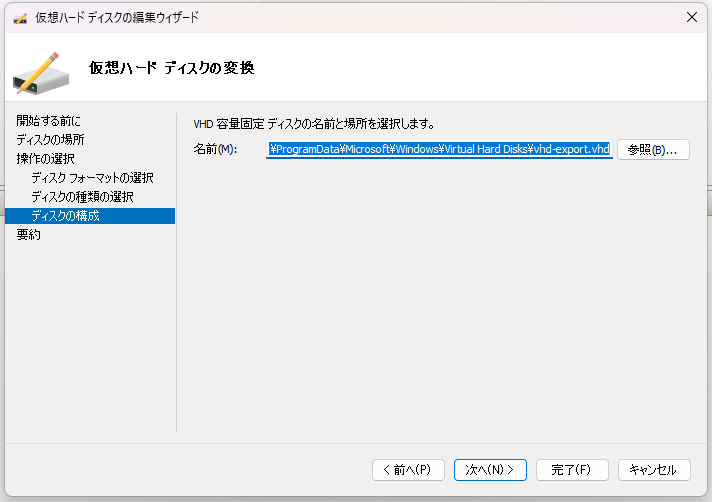 仮想ハード ディスクの編集ウィザード
仮想ハード ディスクの変換
開始する前に
ディスクの場所
操作の選択
ディスク フォーマットの選択
ディスクの種類の選択
ディスクの構成
要約
VHD 容量固定 ディスクの名前と場所を選択します。
名前(M): ¥ProgramData¥Microsoft¥Windows¥Virtual Hard Disks¥vhd-export.vhd 参照(B)...
< 前へ(P) 次へ(N) > 完了(F) キャンセル